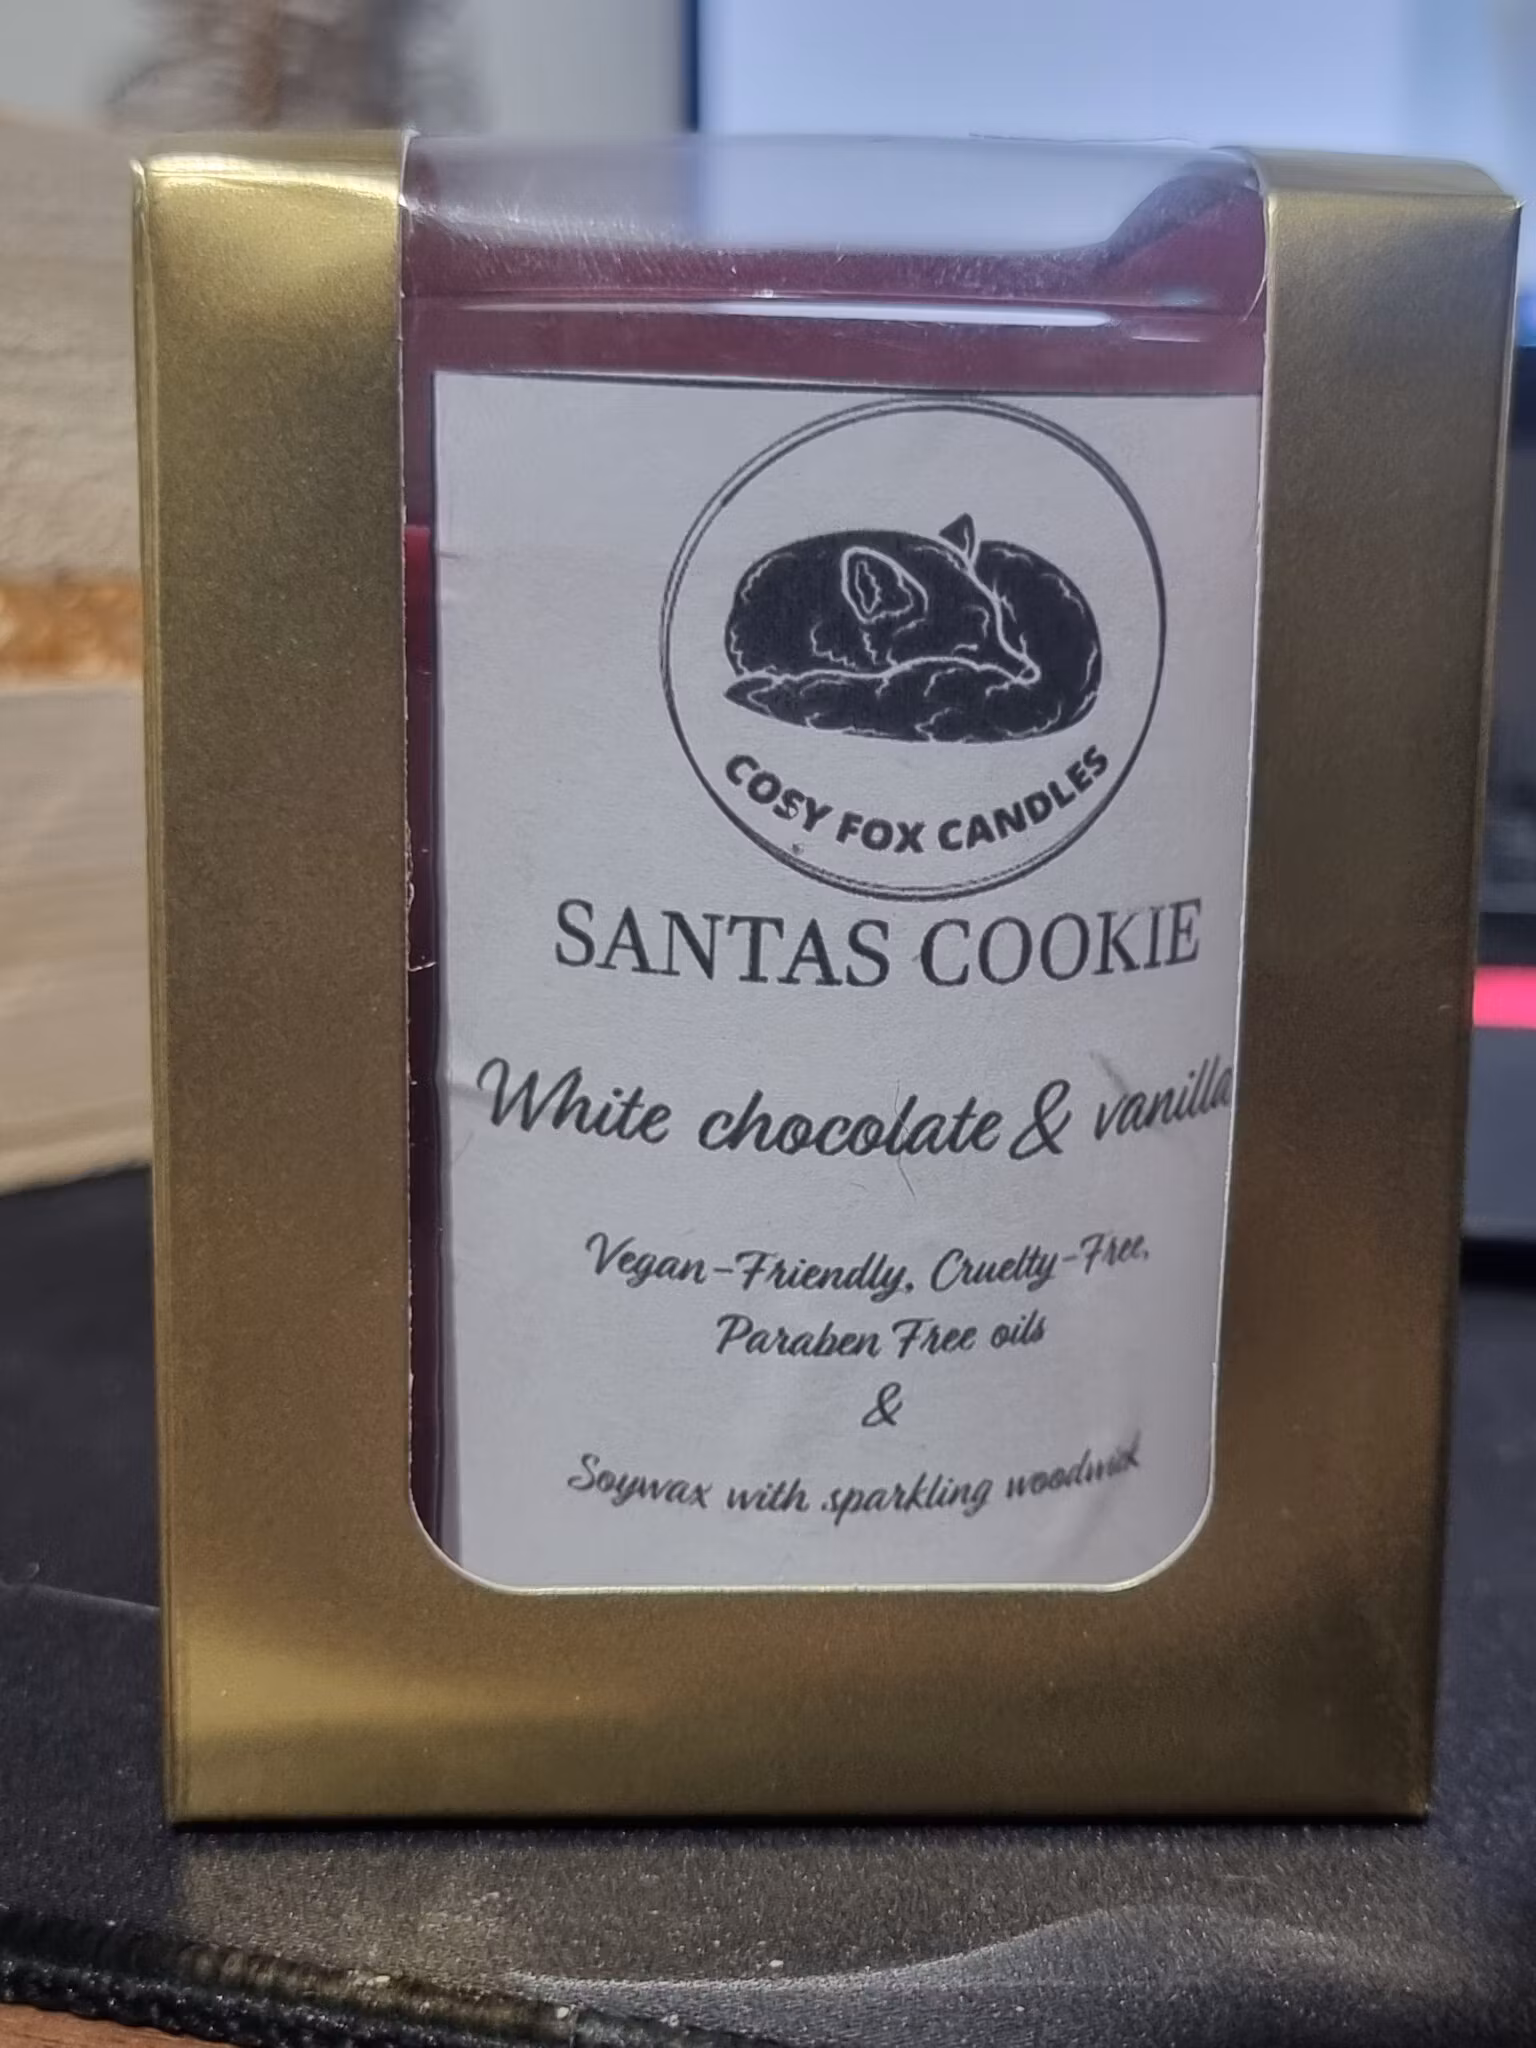 COSY FOX CANDLES
SANTAS COOKIE
White chocolate & vanilla
Vegan-Friendly, Cruelty-Free,
Paraben Free oils
&
Soywax with sparkling woodwick